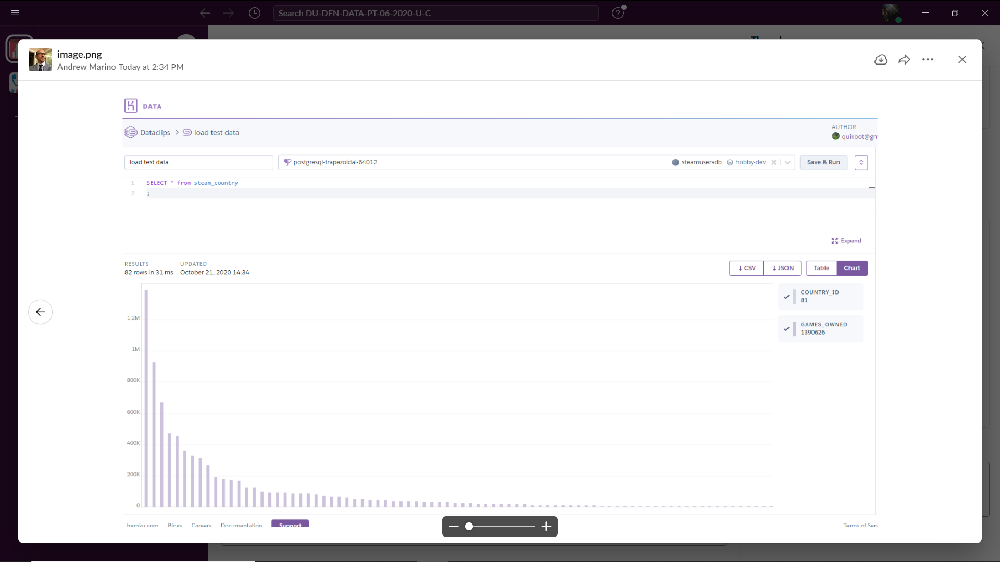 Search DU-DEN-DATA-PT-06-2020-U-C
image.png
Andrew Marino Today at 2:34 PM
DATA
Dataclips > load test data
AUTHOR
quikbot@gm
load test data
postgresql-trapezoidal-64012
steamusersdb
hobby-dev
Save & Run
1 SELECT * from steam_country
2 ;
Expand
RESULTS
82 rows in 31 ms
UPDATED
October 21, 2020 14:34
CSV
JSON
Table
Chart
1.2M
1M
800K
600K
400K
200K
0
COUNTRY_ID
81
GAMES_OWNED
1390626
heroku.com Blogs Careers Documentation Support
Terms of Serv